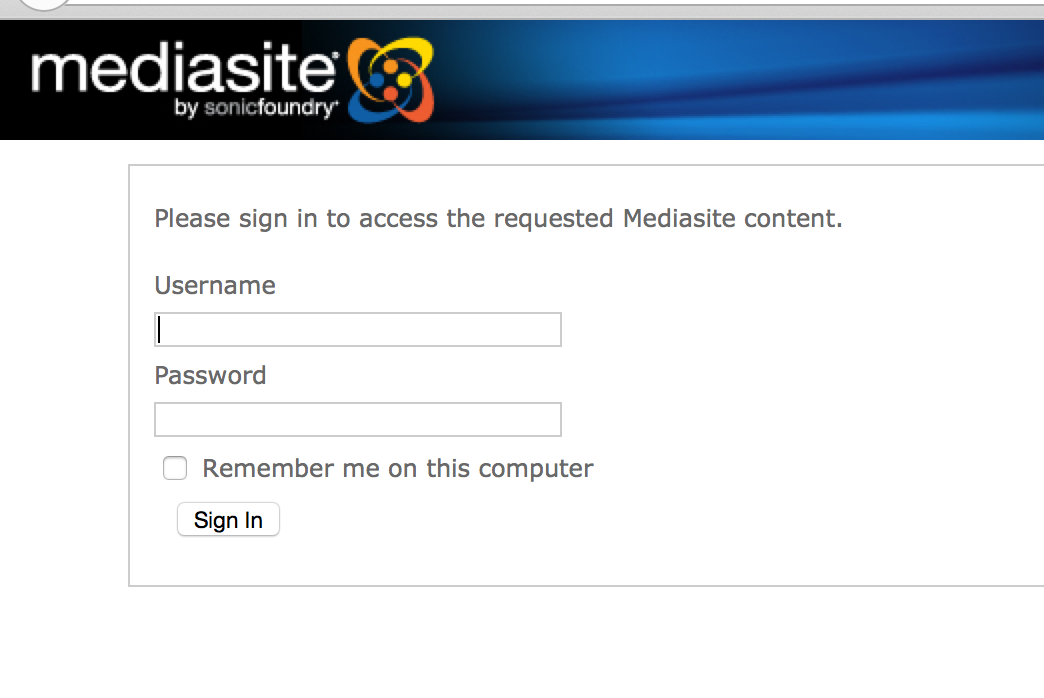 mediasite
by sonicfoundry
Please sign in to access the requested Mediasite content.
Username
Password
Remember me on this computer
Sign In